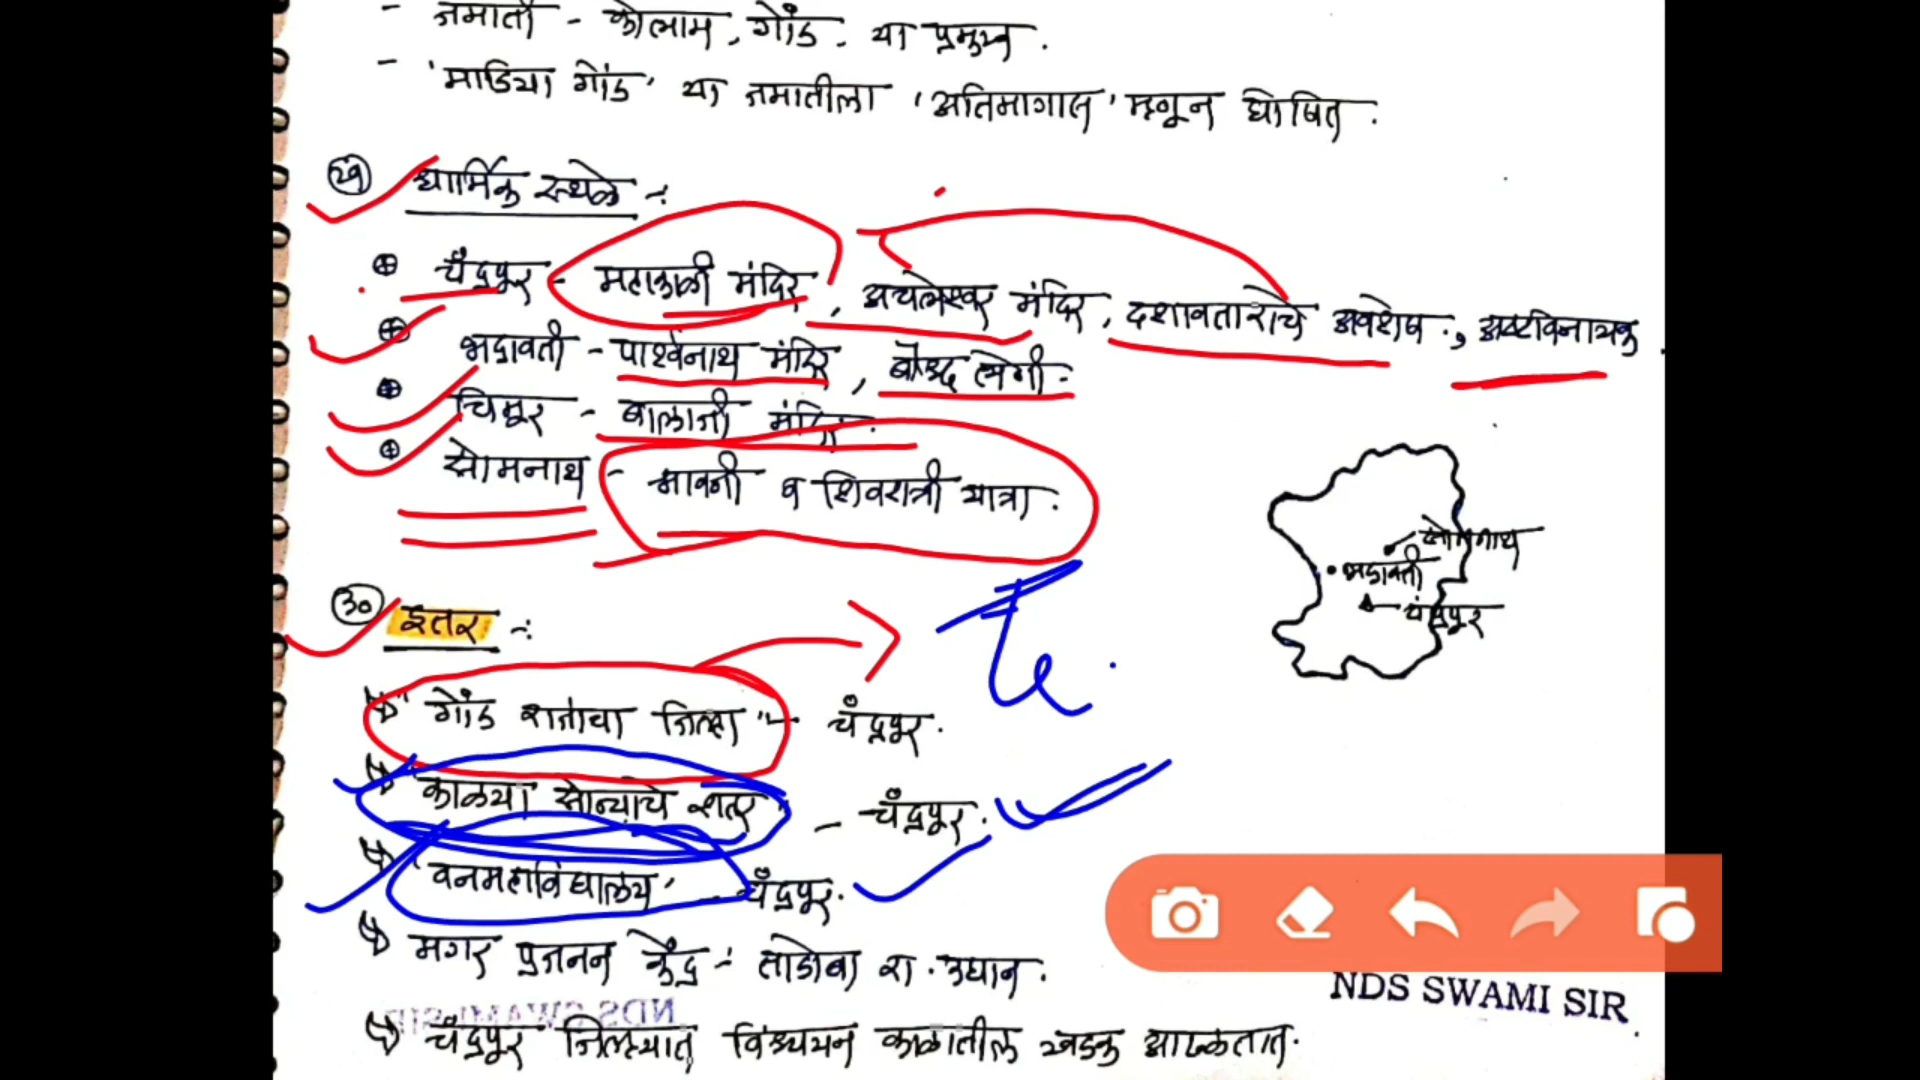 - जमाती - कोलाम, गोंड, या प्रमुख.
- 'माडिया गोंड' या जमातीला 'अतिमागास' म्हणून घोषित.
२९ धार्मिक स्थळे -:
चंद्रपूर - महाकाळी मंदिर, अचलेश्वर मंदिर, दशावताराचे अवशेष, अष्टविनायक
भद्रावती - पार्श्वनाथ मंदिर, बौद्ध लेणी.
चिमूर - बालाजी मंदिर.
सोमनाथ - भावनी व शिवरात्री यात्रा.
सोमनाथ
भद्रावती
चंद्रपूर
३० इतर -:
"गोंड राजांचा जिल्हा" - चंद्रपूर.
"काळ्या सोन्याचे शहर" - चंद्रपूर.
'वनमहाविद्यालय' - चंद्रपूर.
मगर प्रजनन केंद्र - ताडोबा रा. उद्यान.
NDS SWAMI SIR
चंद्रपूर जिल्ह्यात विंध्ययन काळातील खडक आढळतात.